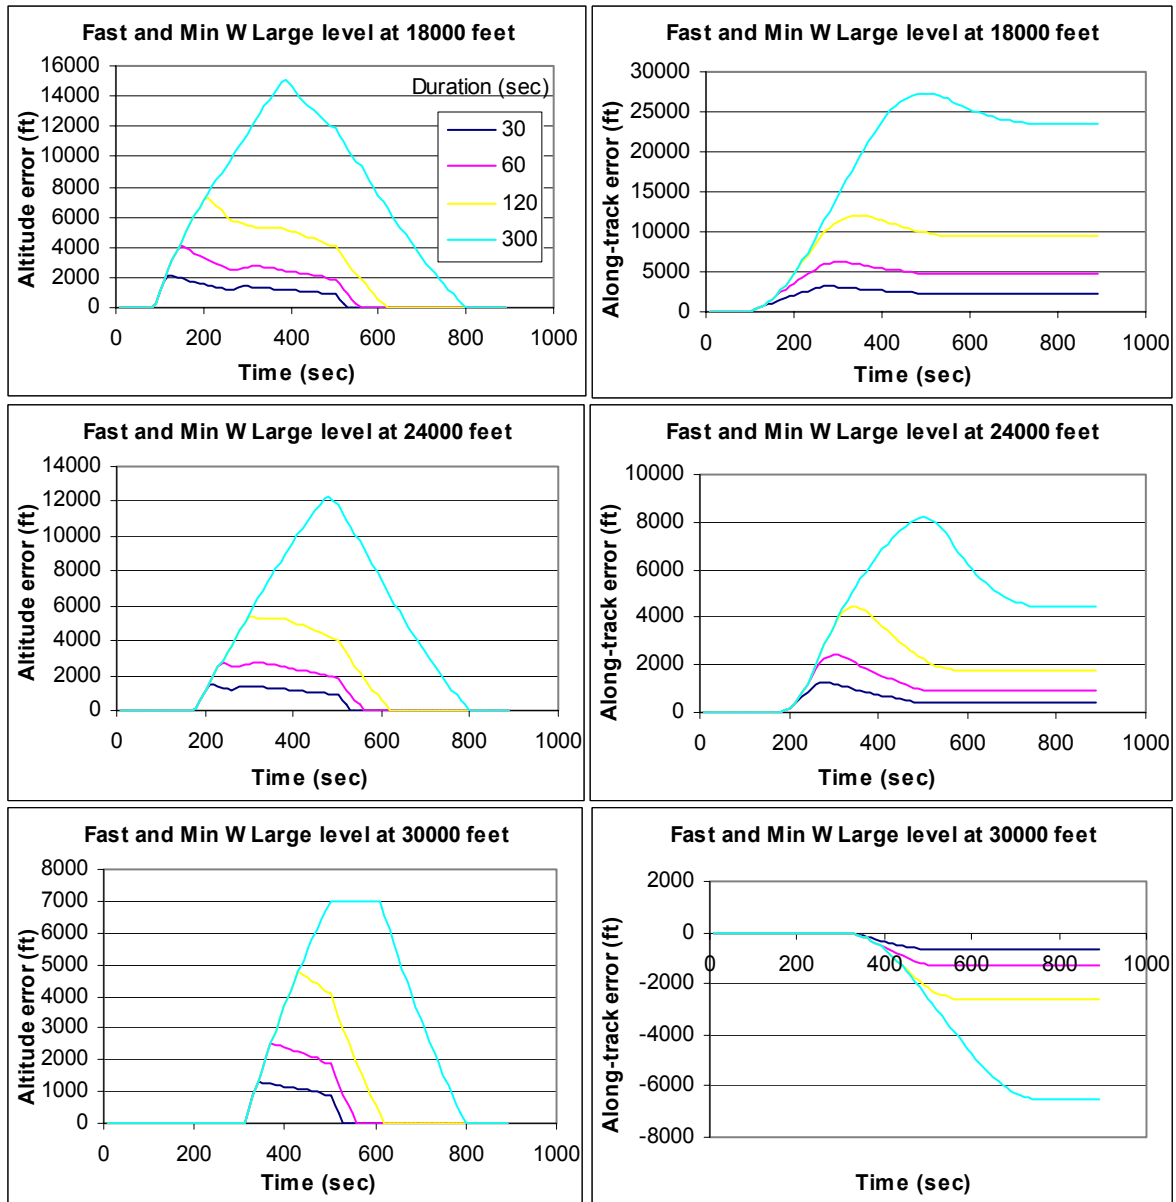 Fast and Min W Large level at 18000 feet
Altitude error (ft)
16000
14000
12000
10000
8000
6000
4000
2000
0
Duration (sec)
30
60
120
300
0 200 400 600 800 1000
Time (sec)
Fast and Min W Large level at 18000 feet
Along-track error (ft)
30000
25000
20000
15000
10000
5000
0
0 200 400 600 800 1000
Time (sec)
Fast and Min W Large level at 24000 feet
Altitude error (ft)
14000
12000
10000
8000
6000
4000
2000
0
0 200 400 600 800 1000
Time (sec)
Fast and Min W Large level at 24000 feet
Along-track error (ft)
10000
8000
6000
4000
2000
0
0 200 400 600 800 1000
Time (sec)
Fast and Min W Large level at 30000 feet
Altitude error (ft)
8000
7000
6000
5000
4000
3000
2000
1000
0
0 200 400 600 800 1000
Time (sec)
Fast and Min W Large level at 30000 feet
Along-track error (ft)
2000
0
-2000
-4000
-6000
-8000
0 200 400 600 800 1000
Time (sec)